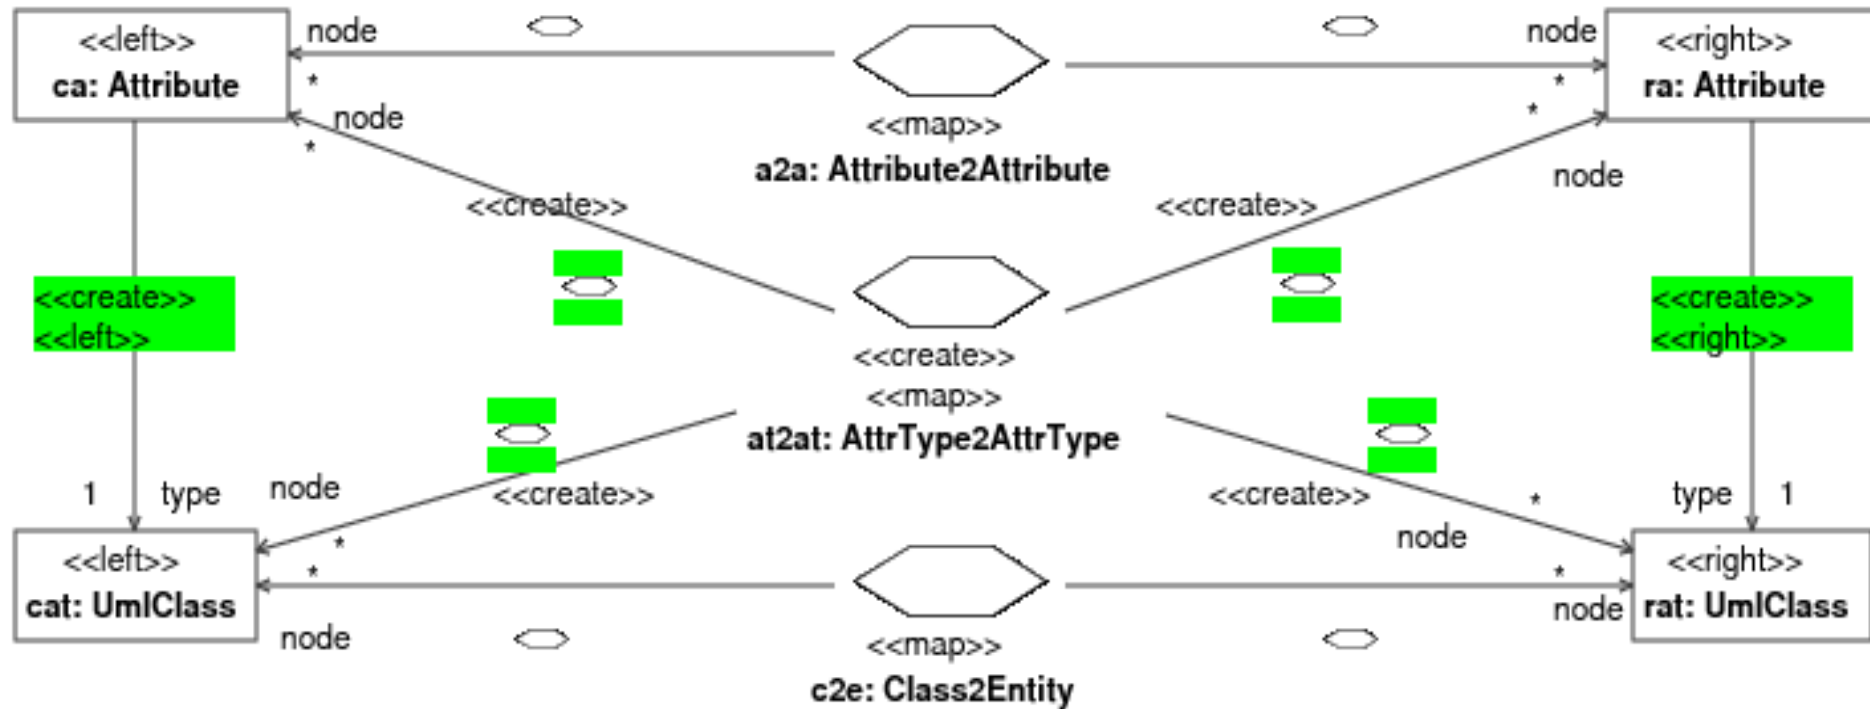 <<left>>
ca: Attribute
node
*
node
*
<<map>>
a2a: Attribute2Attribute
node
*
*
node
<<right>>
ra: Attribute
<<create>>
<<create>>
<<create>>
<<left>>
<<create>>
<<map>>
at2at: AttrType2AttrType
<<create>>
<<right>>
1
type
node
*
<<create>>
<<create>>
*
node
type
1
<<left>>
cat: UmlClass
*
node
<<map>>
c2e: Class2Entity
*
node
<<right>>
rat: UmlClass